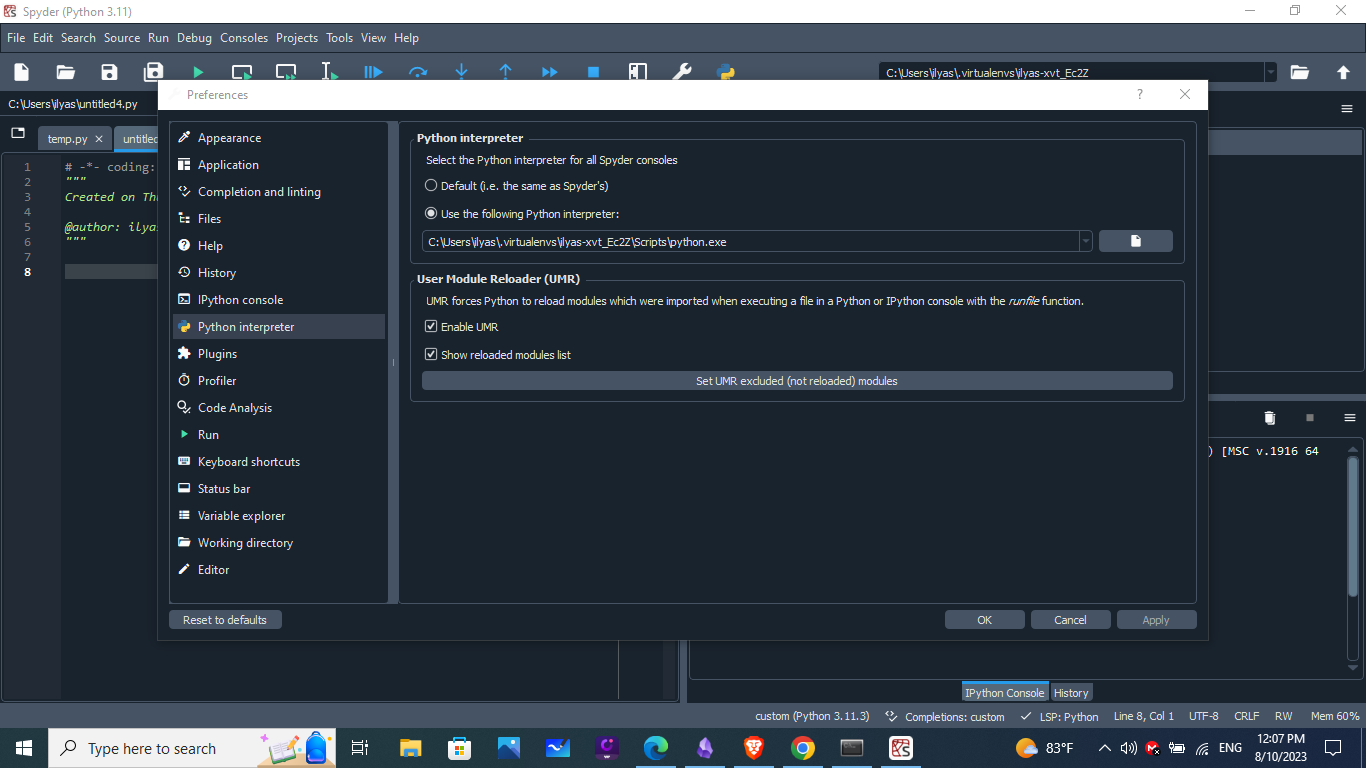 Spyder (Python 3.11)
File Edit Search Source Run Debug Consoles Projects Tools View Help
C:\Users\ilyas\.virtualenvs\ilyas-xvt_Ec2Z
Preferences
?
C:\Users\ilyas\untitled4.py
temp.py
untitled
1 # -*- coding:
2 """
3 Created on Th
4
5 @author: ilyas
6 """
7
8
Appearance
Application
Completion and linting
Files
Help
History
IPython console
Python interpreter
Plugins
Profiler
Code Analysis
Run
Keyboard shortcuts
Status bar
Variable explorer
Working directory
Editor
Python interpreter
Select the Python interpreter for all Spyder consoles
Default (i.e. the same as Spyder's)
Use the following Python interpreter:
C:\Users\ilyas\.virtualenvs\ilyas-xvt_Ec2Z\Scripts\python.exe
User Module Reloader (UMR)
UMR forces Python to reload modules which were imported when executing a file in a Python or IPython console with the runfile function.
Enable UMR
Show reloaded modules list
Set UMR excluded (not reloaded) modules
Reset to defaults
OK
Cancel
Apply
) [MSC v.1916 64
IPython Console
History
custom (Python 3.11.3) Completions: custom LSP: Python Line 8, Col 1 UTF-8 CRLF RW Mem 60%
Type here to search
83°F
ENG
12:07 PM
8/10/2023